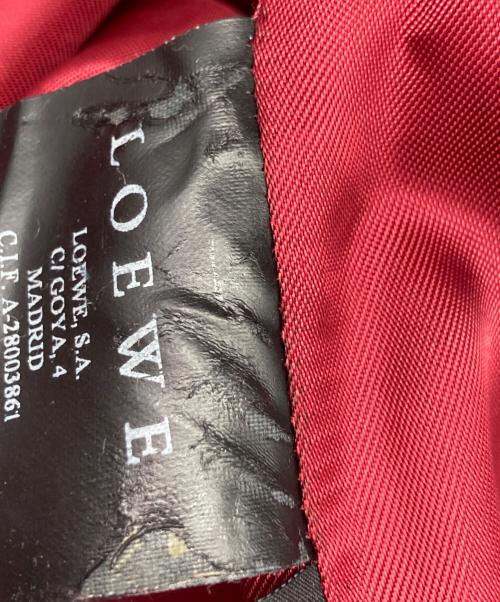 LOEWE
LOEWE, S.A.
C/ GOYA, 4
MADRID
C.I.F. A-28003861